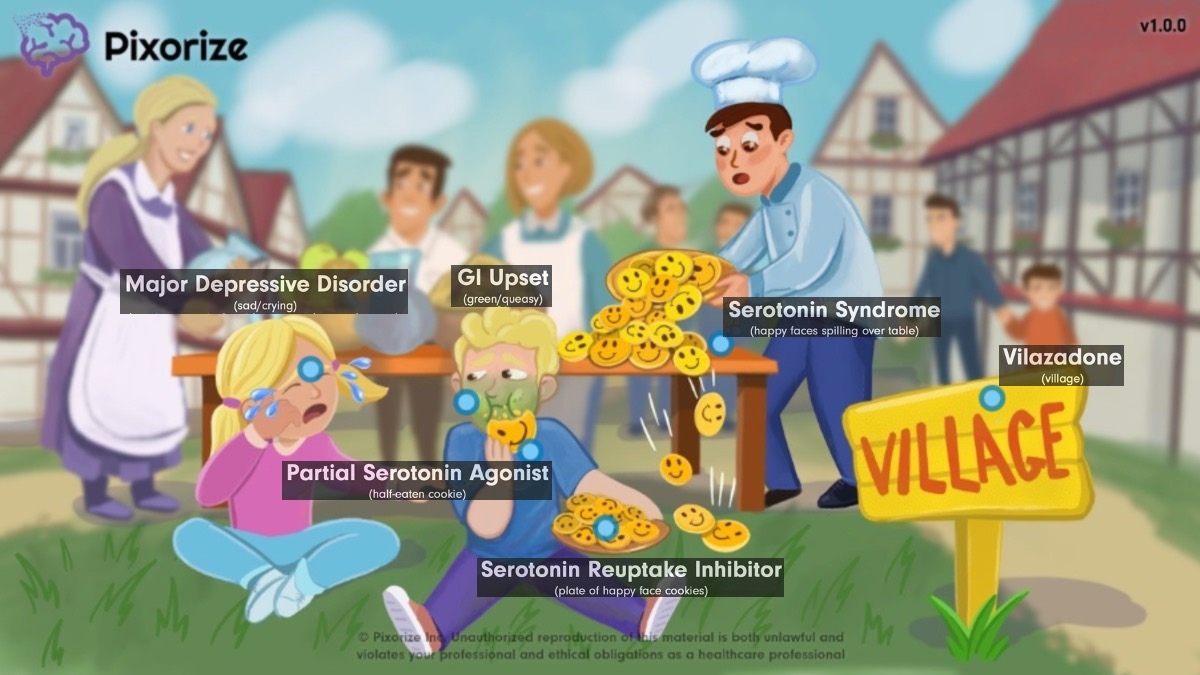 Pixorize
v1.0.0
Major Depressive Disorder
(sad/crying)
GI Upset
(green/queasy)
Serotonin Syndrome
(happy faces spilling over table)
Vilazadone
(village)
VILLAGE
Partial Serotonin Agonist
(half-eaten cookie)
Serotonin Reuptake Inhibitor
(plate of happy face cookies)
© Pixorize Inc. Unauthorized reproduction of this material is both unlawful and
violates your professional and ethical obligations as a healthcare professional